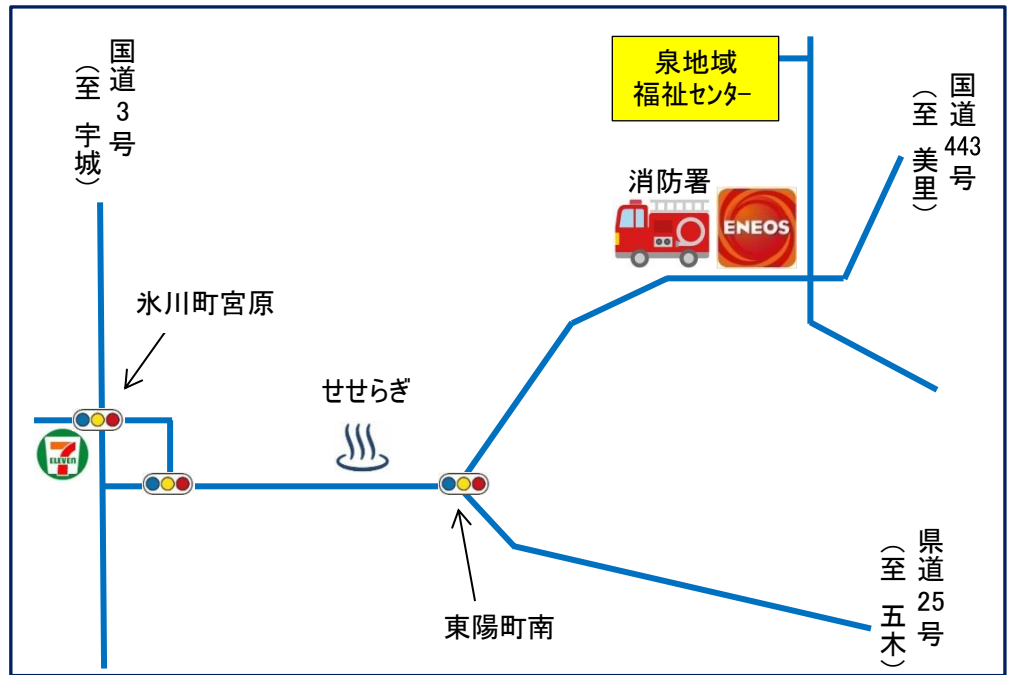 国道3号
（至 宇城）
泉地域
福祉センター
国道443号
（至 美里）
消防署
ENEOS
氷川町宮原
せせらぎ
7
ELEVEN
東陽町南
県道25号
（至 五木）